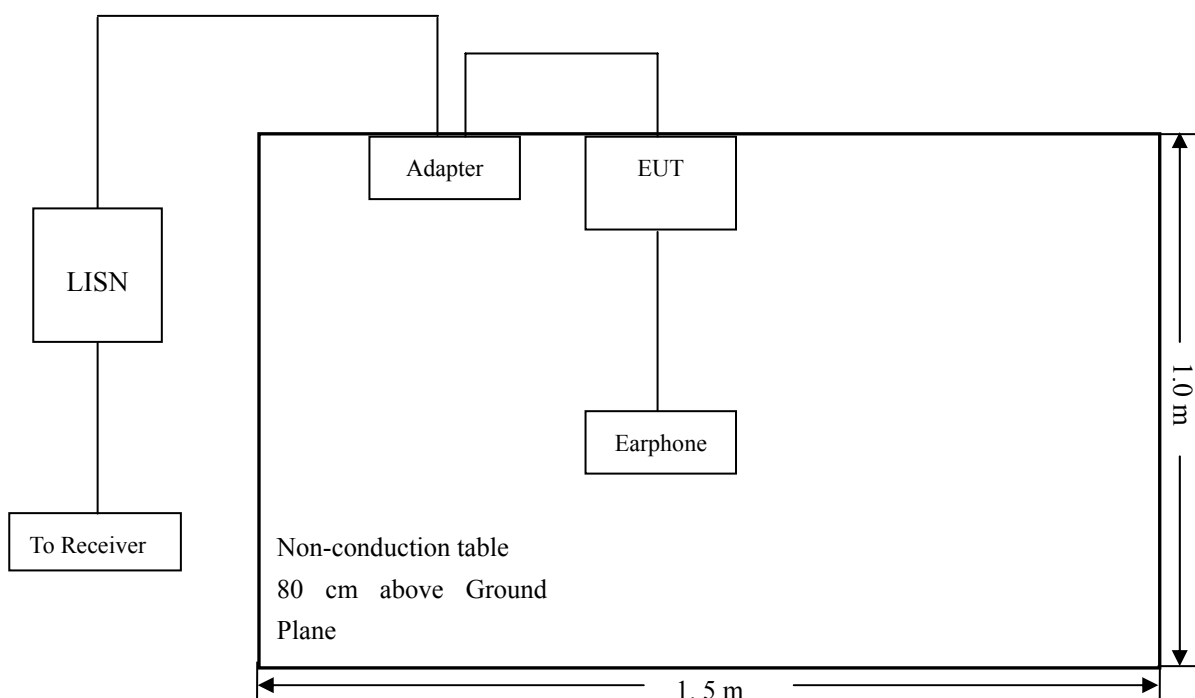 Adapter
EUT
LISN
Earphone
To Receiver
Non-conduction table
80 cm above Ground
Plane
1.0 m
1. 5 m